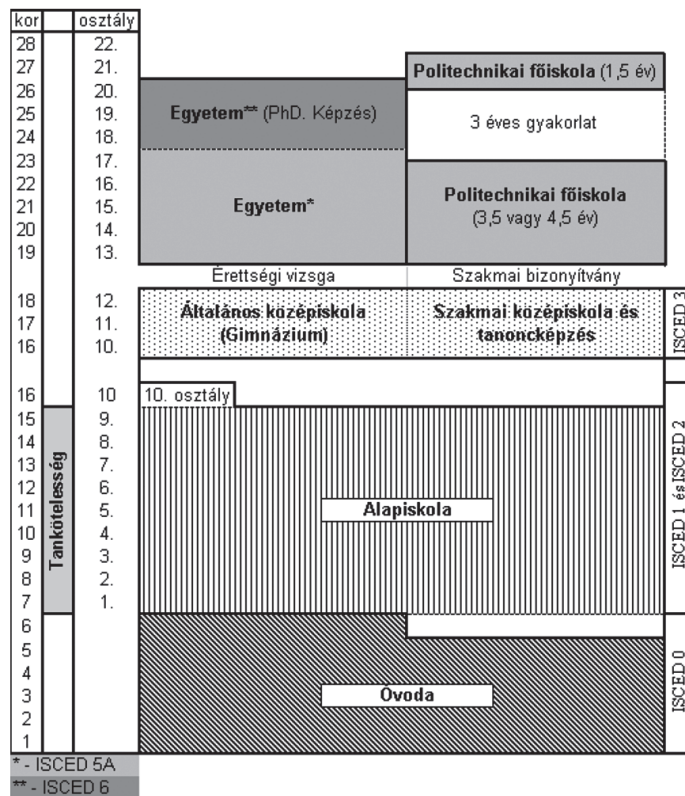 kor osztály
28 22.
27 21. Politechnikai főiskola (1,5 év)
26 20.
25 19. Egyetem** (PhD. Képzés) 3 éves gyakorlat
24 18.
23 17.
22 16. Politechnikai főiskola
21 15. Egyetem* (3,5 vagy 4,5 év)
20 14.
19 13.
Érettségi vizsga Szakmai bizonyítvány
18 12. Általános középiskola Szakmai középiskola és
17 11. (Gimnázium) tanoncképzés
16 10.
ISCED 3
16 10 10. osztály
15 9.
14 8.
13 7.
12 6.
11 5. Alapiskola
10 4.
9 3.
8 2.
7 1.
Tankötelesség
ISCED 1 és ISCED 2
6
5
4
3 Óvoda
2
1
ISCED 0
* - ISCED 5A
** - ISCED 6